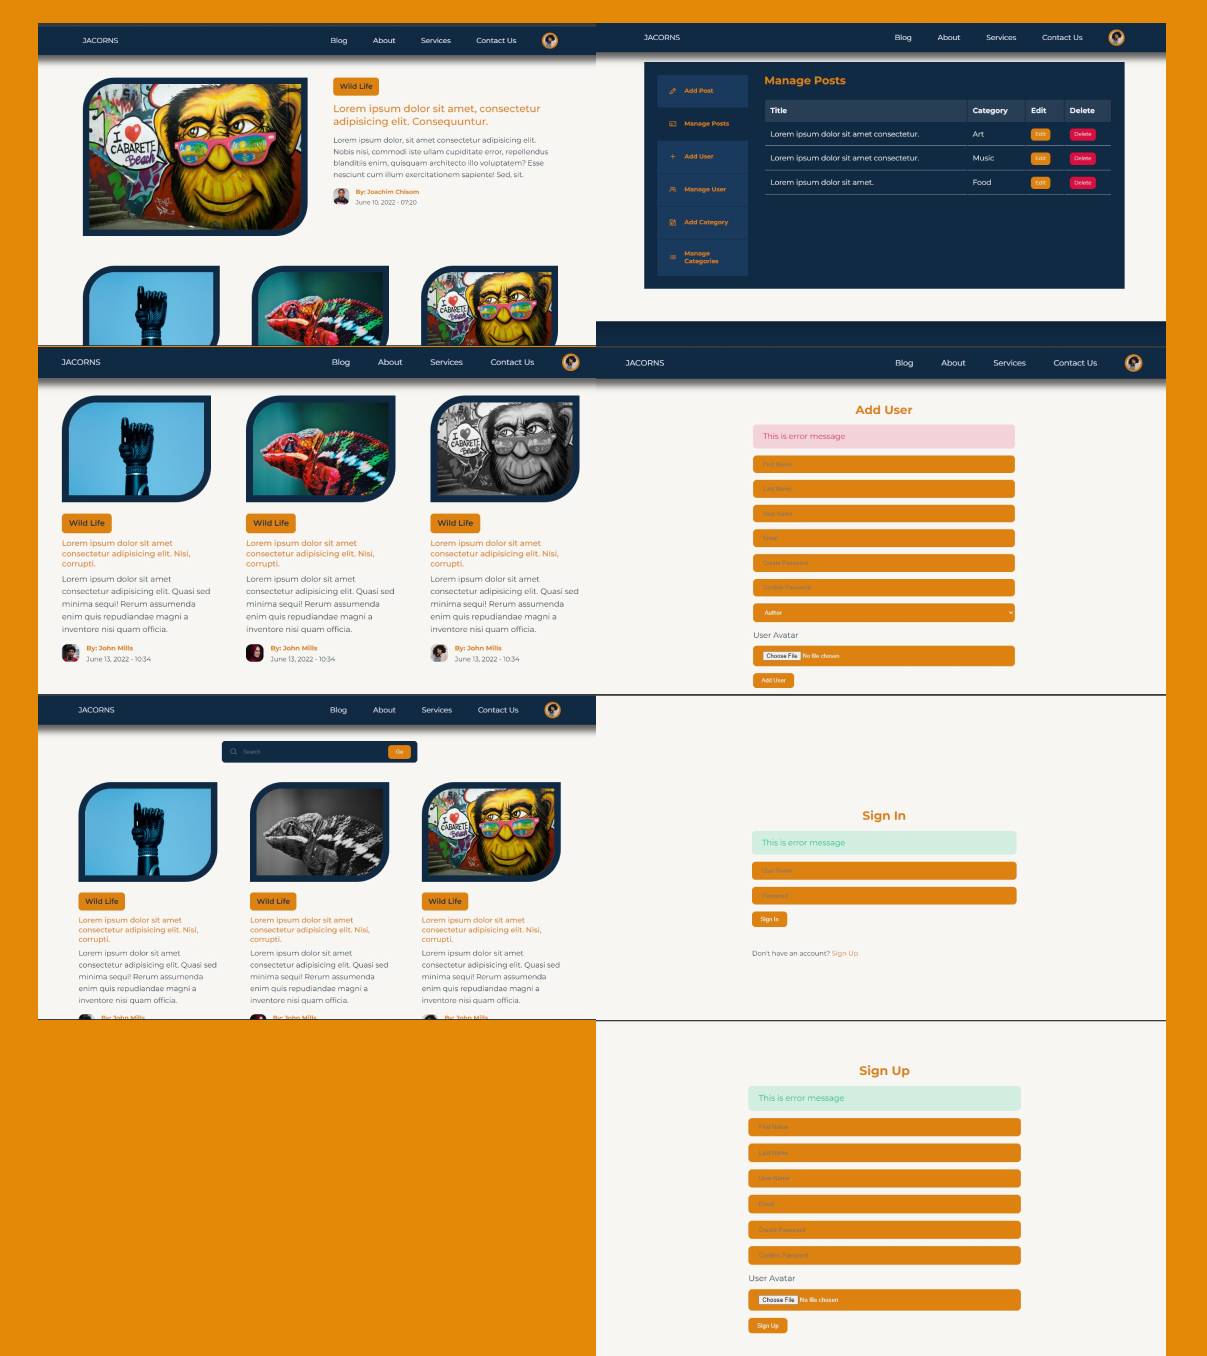 JACORNS
Blog
About
Services
Contact Us
I
CABARETE
Beach
Wild Life
Lorem ipsum dolor sit amet, consectetur
adipisicing elit. Consequuntur.
Lorem ipsum dolor, sit amet consectetur adipisicing elit.
Nobis nisi, commodi iste ullam cupiditate error, repellendus
blanditiis enim, quisquam architecto illo voluptatem? Esse
nesciunt cum illum exercitationem sapiente! Sed, sit.
By: Joachim Chisom
June 10, 2022 - 07:20
I
CABARETE
Beach
JACORNS
Blog
About
Services
Contact Us
Add Post
Manage Posts
Add User
Manage User
Add Category
Manage
Categories
Manage Posts
Title
Category
Edit
Delete
Lorem ipsum dolor sit amet consectetur.
Art
Edit
Delete
Lorem ipsum dolor sit amet consectetur.
Music
Edit
Delete
Lorem ipsum dolor sit amet.
Food
Edit
Delete
JACORNS
Blog
About
Services
Contact Us
I
CABARETE
Beach
Wild Life
Lorem ipsum dolor sit amet
consectetur adipisicing elit. Nisi,
corrupti.
Lorem ipsum dolor sit amet
consectetur adipisicing elit. Quasi sed
minima sequi! Rerum assumenda
enim quis repudiandae magni a
inventore nisi quam officia.
By: John Mills
June 13, 2022 - 10:34
Wild Life
Lorem ipsum dolor sit amet
consectetur adipisicing elit. Nisi,
corrupti.
Lorem ipsum dolor sit amet
consectetur adipisicing elit. Quasi sed
minima sequi! Rerum assumenda
enim quis repudiandae magni a
inventore nisi quam officia.
By: John Mills
June 13, 2022 - 10:34
Wild Life
Lorem ipsum dolor sit amet
consectetur adipisicing elit. Nisi,
corrupti.
Lorem ipsum dolor sit amet
consectetur adipisicing elit. Quasi sed
minima sequi! Rerum assumenda
enim quis repudiandae magni a
inventore nisi quam officia.
By: John Mills
June 13, 2022 - 10:34
JACORNS
Blog
About
Services
Contact Us
Add User
This is error message
First Name
Last Name
User Name
Email
Create Password
Confirm Password
Author
User Avatar
Choose File No file chosen
Add User
JACORNS
Blog
About
Services
Contact Us
Search
Go
I
CABARETE
Beach
Wild Life
Lorem ipsum dolor sit amet
consectetur adipisicing elit. Nisi,
corrupti.
Lorem ipsum dolor sit amet
consectetur adipisicing elit. Quasi sed
minima sequi! Rerum assumenda
enim quis repudiandae magni a
inventore nisi quam officia.
By: John Mills
Wild Life
Lorem ipsum dolor sit amet
consectetur adipisicing elit. Nisi,
corrupti.
Lorem ipsum dolor sit amet
consectetur adipisicing elit. Quasi sed
minima sequi! Rerum assumenda
enim quis repudiandae magni a
inventore nisi quam officia.
By: John Mills
Wild Life
Lorem ipsum dolor sit amet
consectetur adipisicing elit. Nisi,
corrupti.
Lorem ipsum dolor sit amet
consectetur adipisicing elit. Quasi sed
minima sequi! Rerum assumenda
enim quis repudiandae magni a
inventore nisi quam officia.
By: John Mills
Sign In
This is error message
User Name
Password
Sign In
Don't have an account? Sign Up
Sign Up
This is error message
First Name
Last Name
User Name
Email
Create Password
Confirm Password
User Avatar
Choose File No file chosen
Sign Up